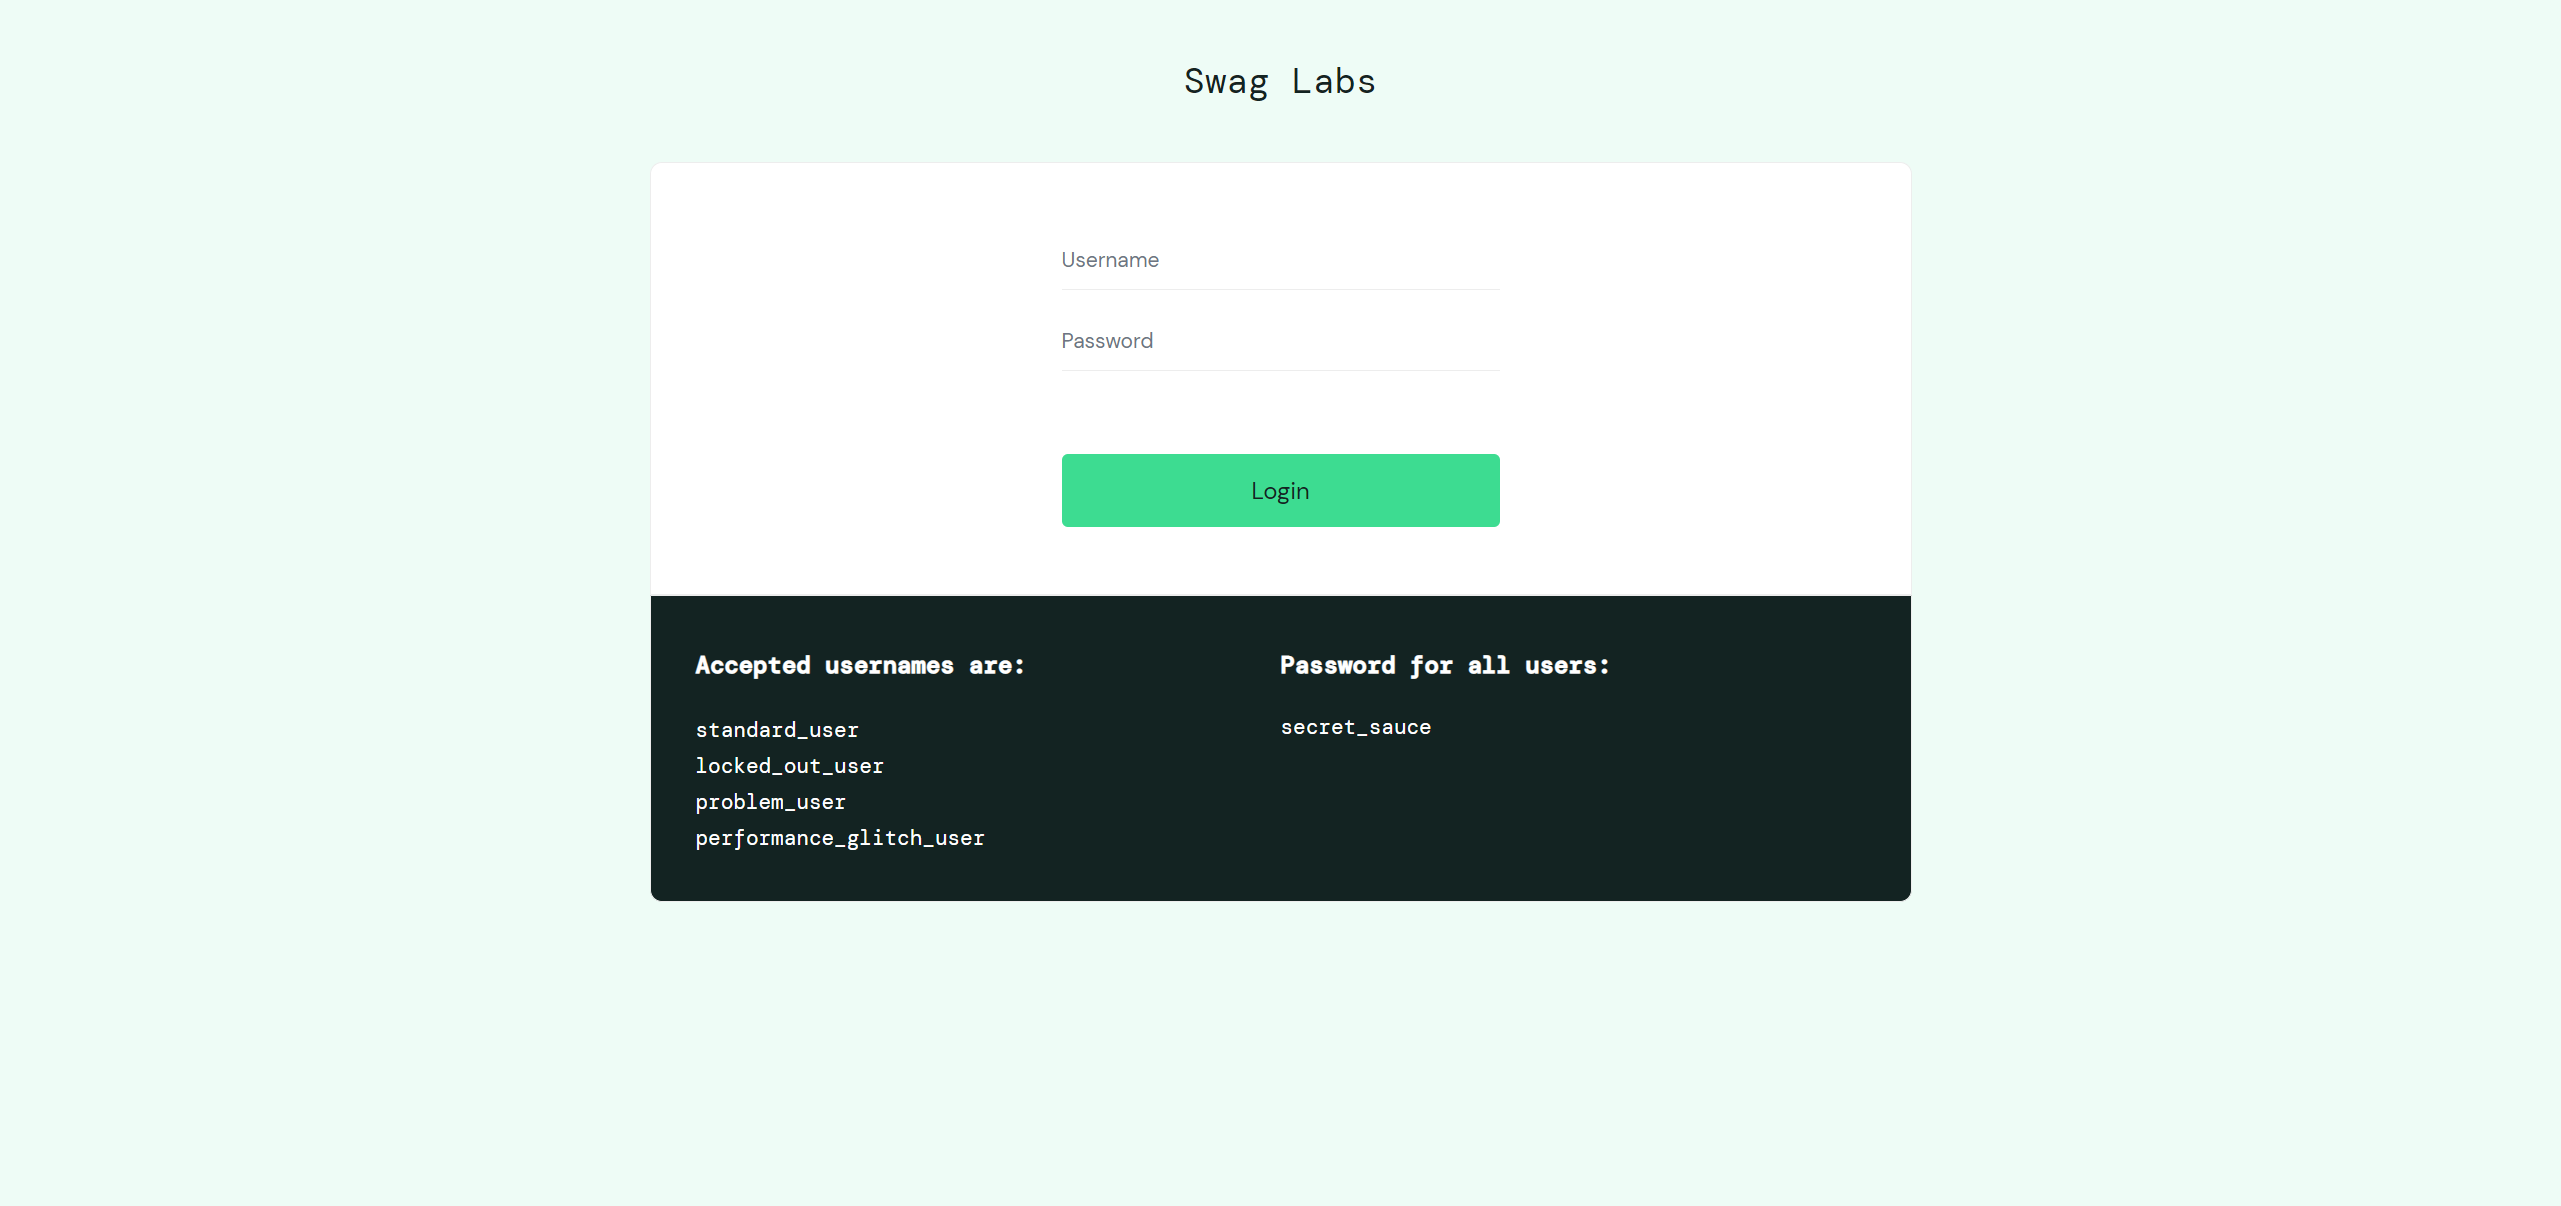 Swag Labs
Username
Password
Login
Accepted usernames are:
standard_user
locked_out_user
problem_user
performance_glitch_user
Password for all users:
secret_sauce